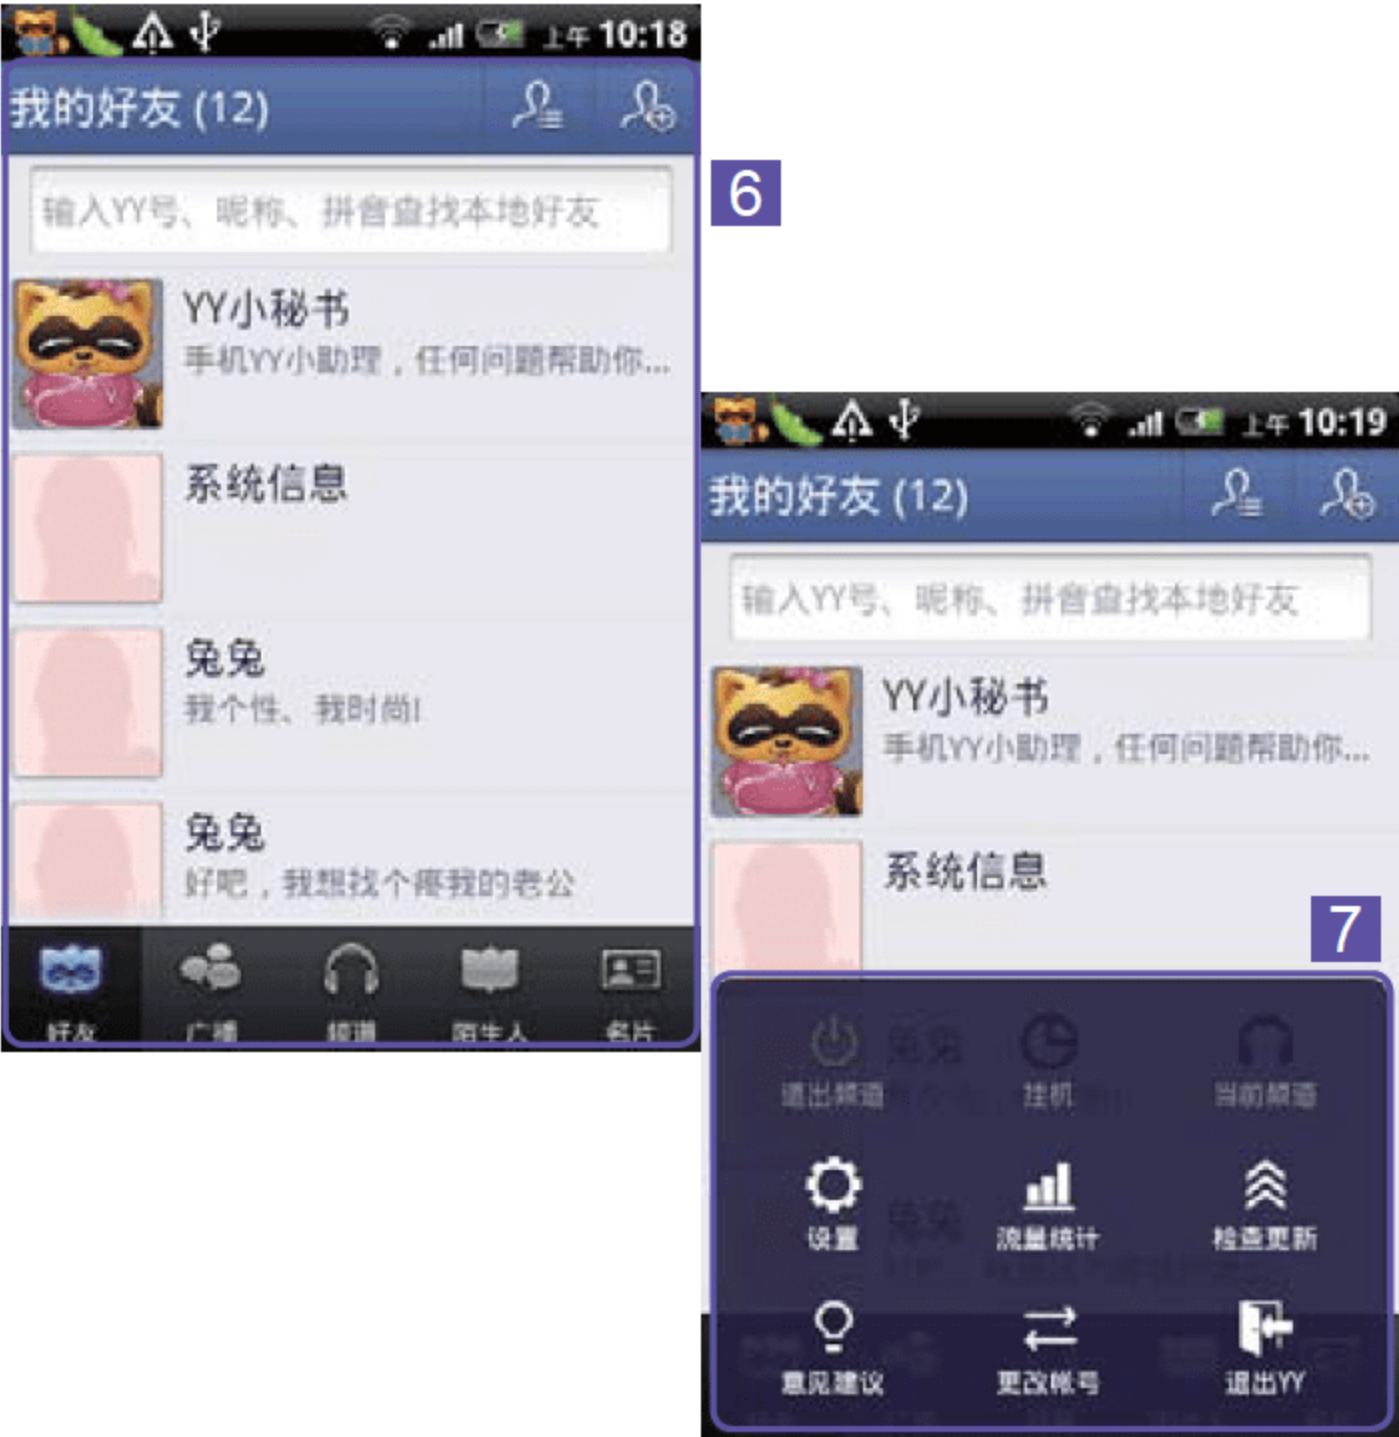 上午 10:18
我的好友 (12)
输入YY号、昵称、拼音查找本地好友
YY小秘书
手机YY小助理，任何问题帮助你...
系统信息
兔兔
我个性、我时尚!
兔兔
好吧，我想找个疼我的老公
好友 广播 频道 陌生人 名片
6
上午 10:19
我的好友 (12)
输入YY号、昵称、拼音查找本地好友
YY小秘书
手机YY小助理，任何问题帮助你...
系统信息
7
兔兔
退出频道 挂机 当前频道
设置 流量统计 检查更新
兔兔
意见建议 更改帐号 退出YY